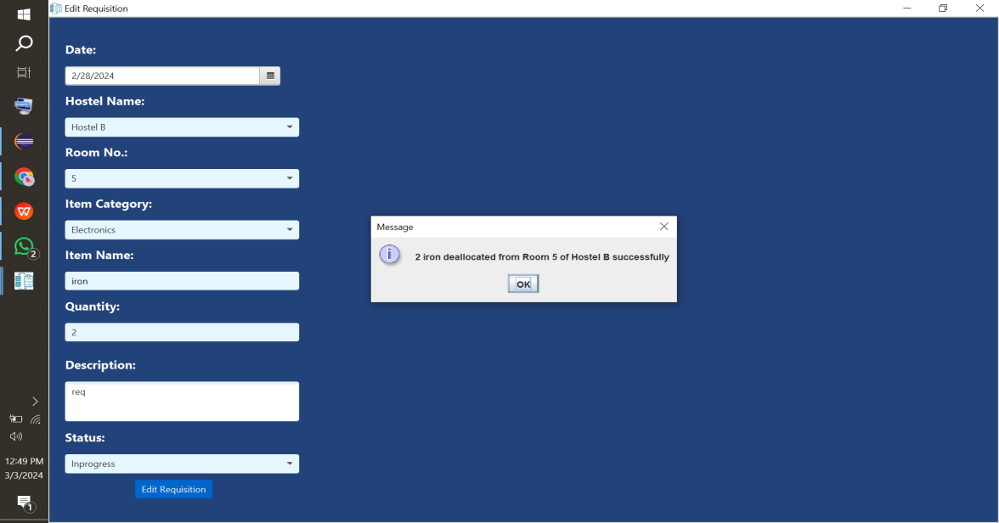 Edit Requisition
Date:
2/28/2024
Hostel Name:
Hostel B
Room No.:
5
Item Category:
Electronics
Item Name:
iron
Quantity:
2
Description:
req
Status:
Inprogress
Edit Requisition
Message
2 iron deallocated from Room 5 of Hostel B successfully
OK
2
12:49 PM
3/3/2024
1